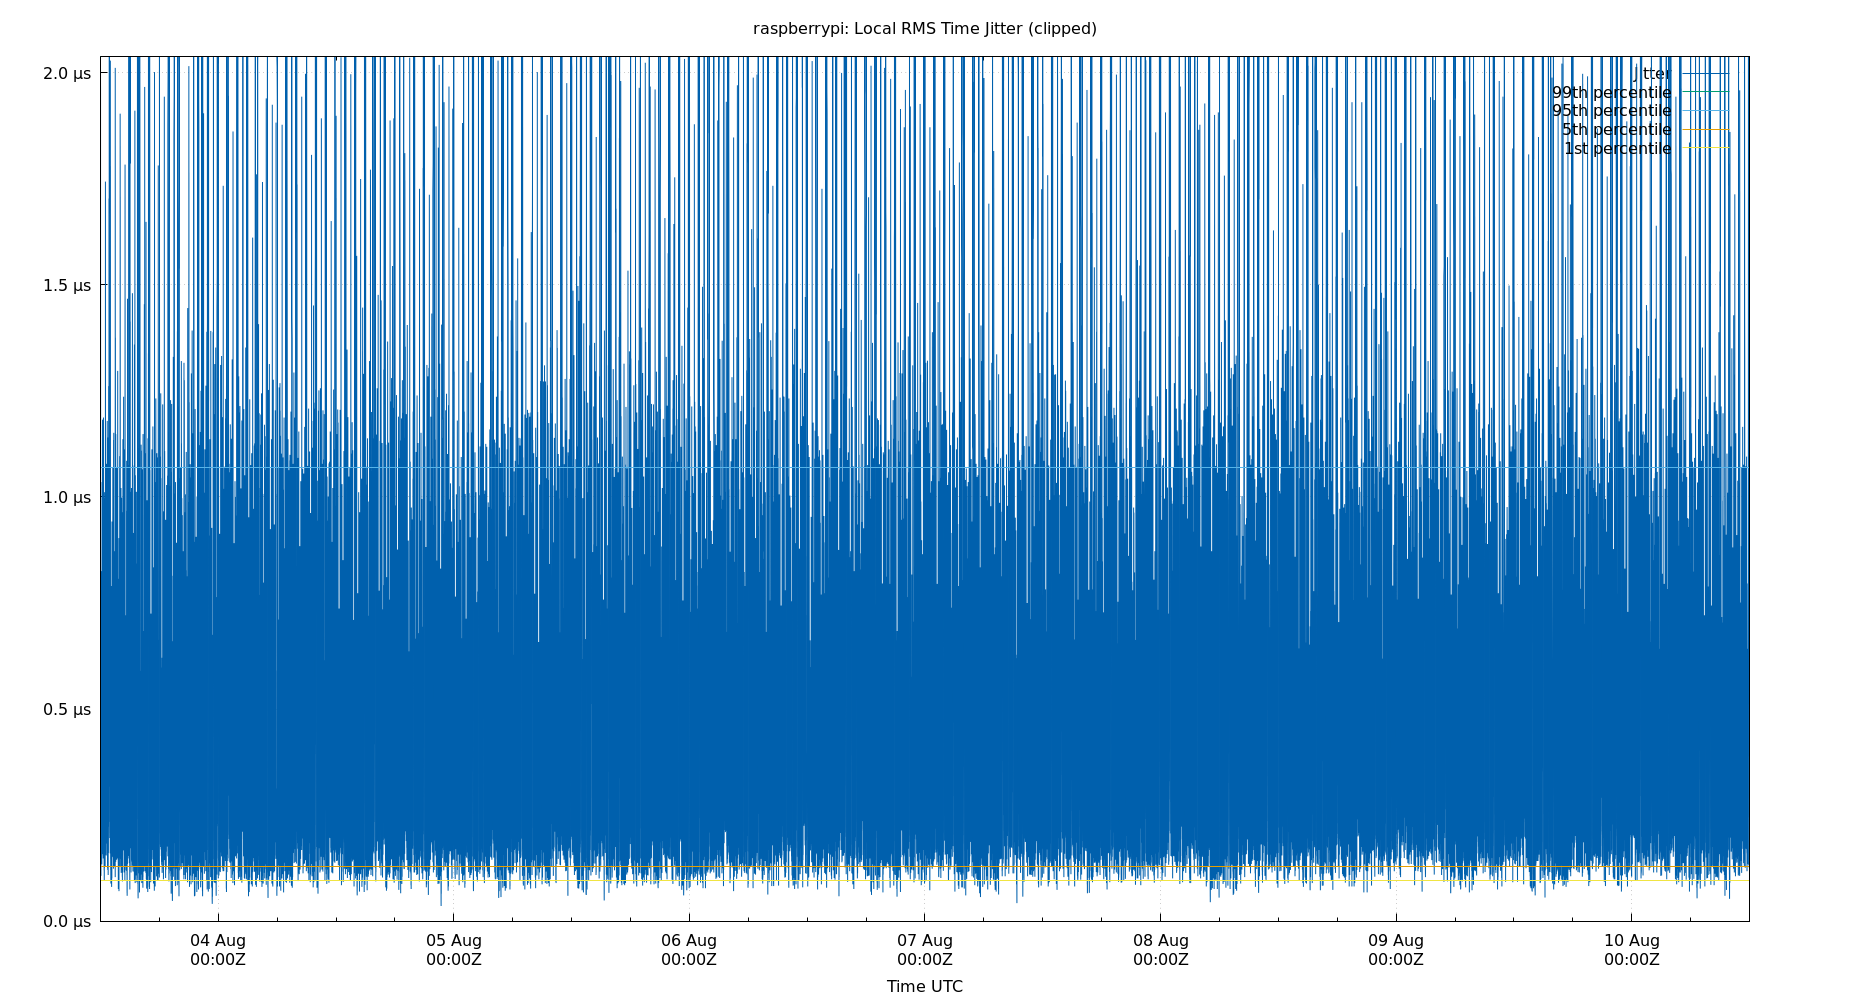 raspberrypi: Local RMS Time Jitter (clipped)
2.0 µs
1.5 µs
1.0 µs
0.5 µs
0.0 µs
Jitter
99th percentile
95th percentile
5th percentile
1st percentile
04 Aug
00:00Z
05 Aug
00:00Z
06 Aug
00:00Z
07 Aug
00:00Z
08 Aug
00:00Z
09 Aug
00:00Z
10 Aug
00:00Z
Time UTC